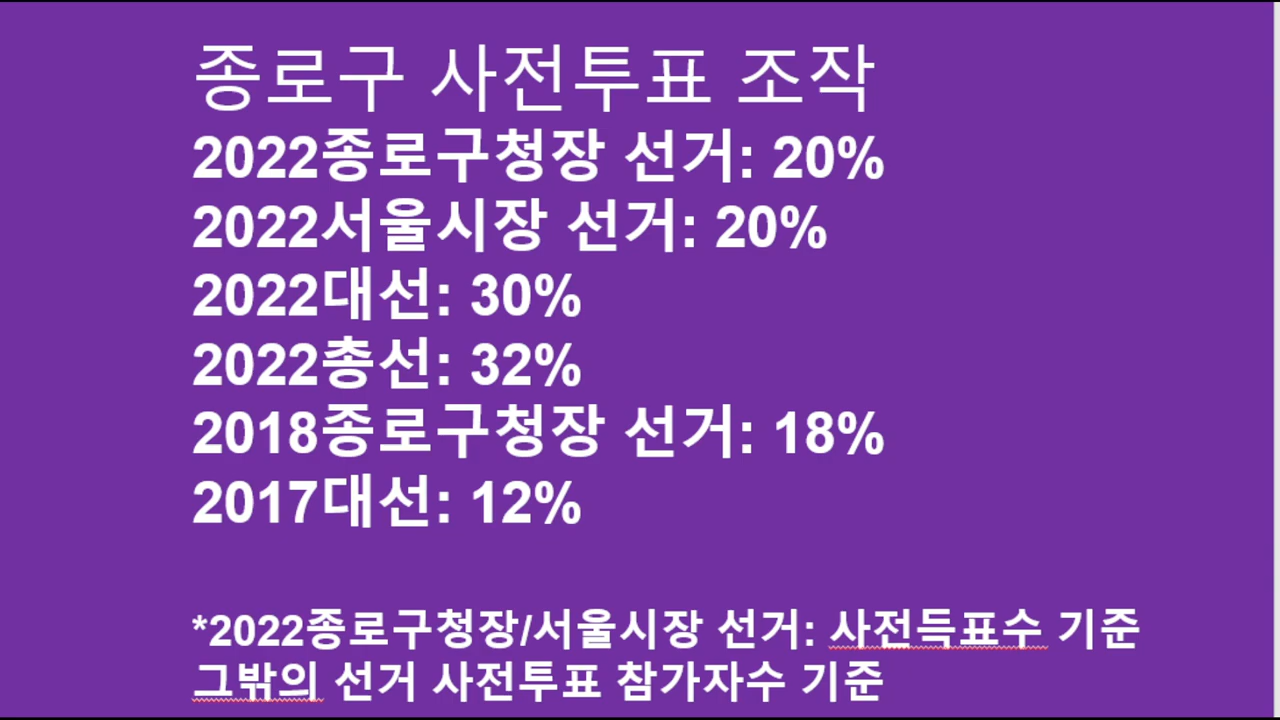 종로구 사전투표 조작
2022종로구청장 선거: 20%
2022서울시장 선거: 20%
2022대선: 30%
2022총선: 32%
2018종로구청장 선거: 18%
2017대선: 12%
*2022종로구청장/서울시장 선거: 사전득표수 기준
그밖의 선거 사전투표 참가자수 기준